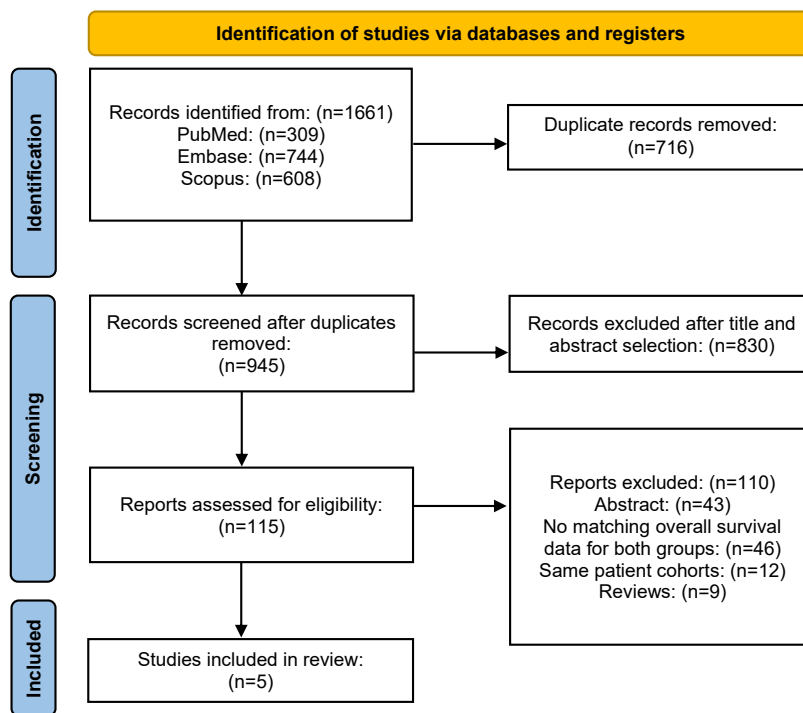 Identification of studies via databases and registers
Identification
Records identified from: (n=1661)
PubMed: (n=309)
Embase: (n=744)
Scopus: (n=608)
Duplicate records removed:
(n=716)
Screening
Records screened after duplicates
removed:
(n=945)
Records excluded after title and
abstract selection: (n=830)
Reports assessed for eligibility:
(n=115)
Reports excluded: (n=110)
Abstract: (n=43)
No matching overall survival
data for both groups: (n=46)
Same patient cohorts: (n=12)
Reviews: (n=9)
Included
Studies included in review:
(n=5)